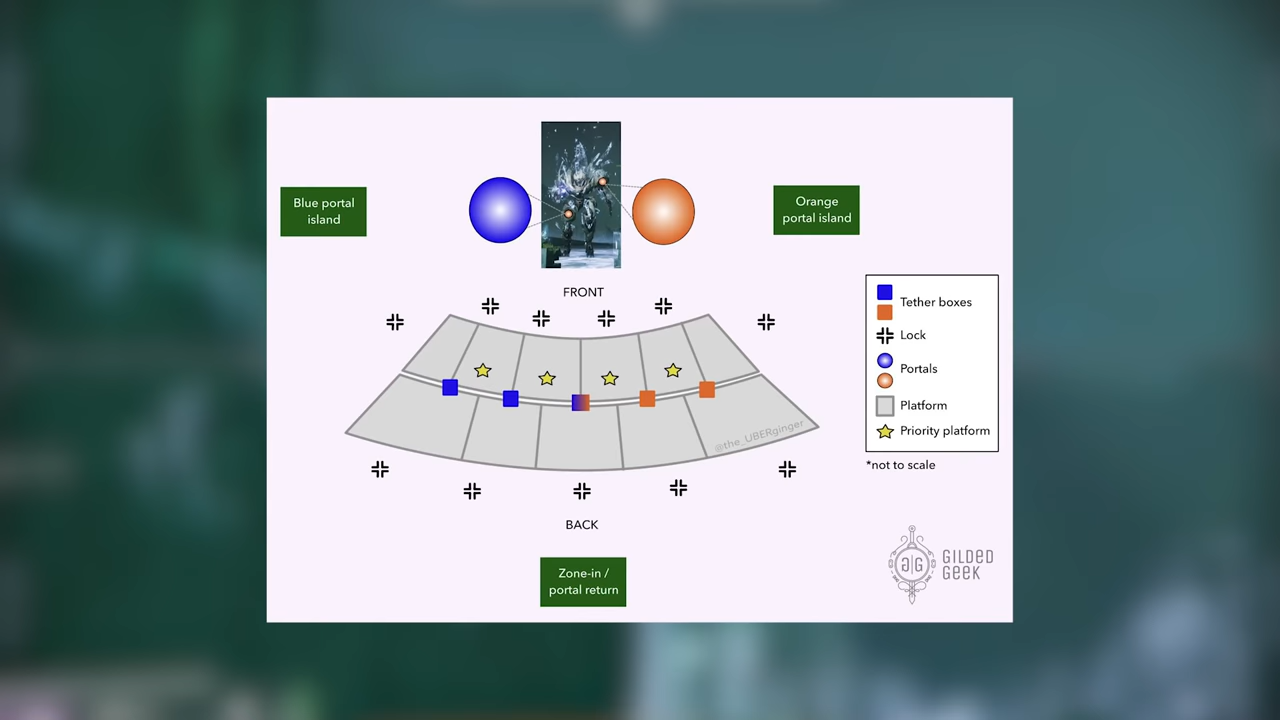 Blue portal
island
Orange
portal island
FRONT
Tether boxes
Lock
Portals
Platform
Priority platform
@the_UBERginger
*not to scale
BACK
Zone-in /
portal return
GILDED
GEEK